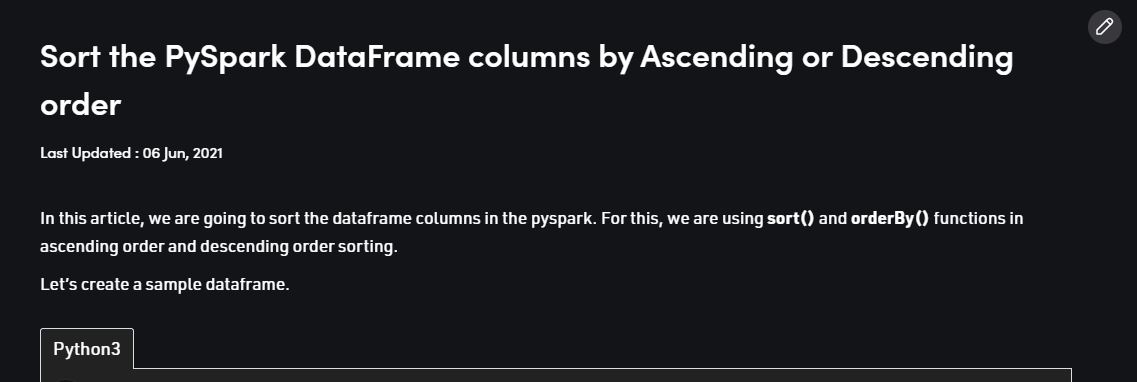 Sort the PySpark DataFrame columns by Ascending or Descending
order
Last Updated : 06 Jun, 2021
In this article, we are going to sort the dataframe columns in the pyspark. For this, we are using sort() and orderBy() functions in
ascending order and descending order sorting.
Let’s create a sample dataframe.
Python3